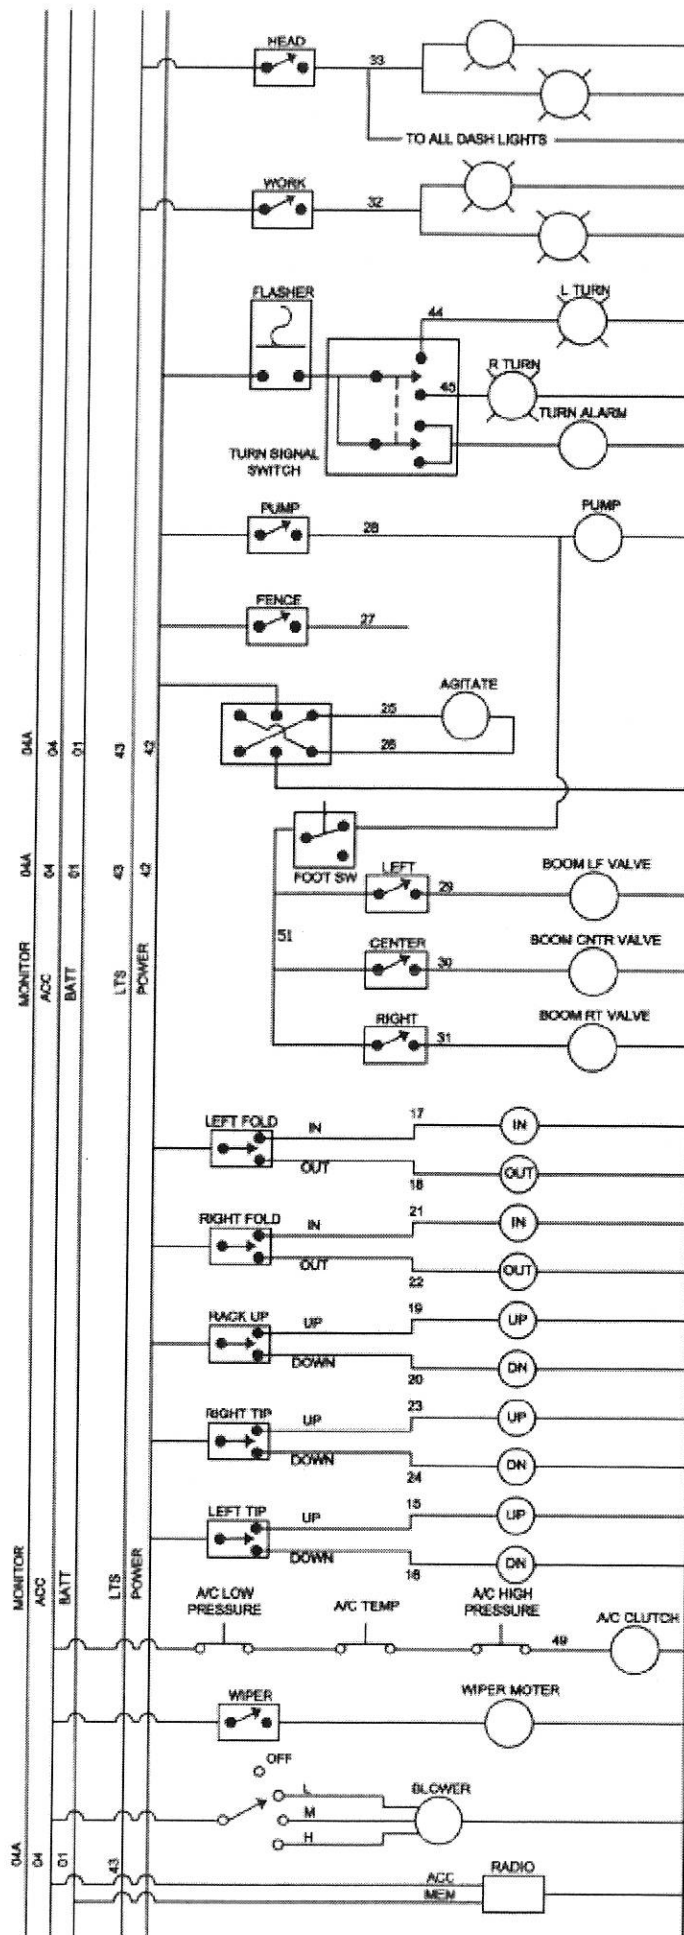 HEAD
33
TO ALL DASH LIGHTS
WORK
32
FLASHER
44
L TURN
R TURN
45
TURN ALARM
TURN SIGNAL
SWITCH
PUMP
28
PUMP
FENCE
27
AGITATE
25
26
04A
04
01
43
42
04A
04
01
43
42
FOOT SW
LEFT
29
BOOM LF VALVE
51
CENTER
30
BOOM CNTR VALVE
RIGHT
31
BOOM RT VALVE
MONITOR
ACC
BATT
LTS
POWER
LEFT FOLD
IN
17
IN
OUT
18
OUT
RIGHT FOLD
IN
21
IN
OUT
22
OUT
RACK UP
UP
19
UP
DOWN
20
DN
RIGHT TIP
UP
23
UP
DOWN
24
DN
LEFT TIP
UP
15
UP
DOWN
16
DN
MONITOR
ACC
BATT
LTS
POWER
A/C LOW
PRESSURE
A/C TEMP
A/C HIGH
PRESSURE
49
A/C CLUTCH
WIPER
WIPER MOTER
OFF
L
M
H
BLOWER
04A
04
01
43
ACC
MEM
RADIO